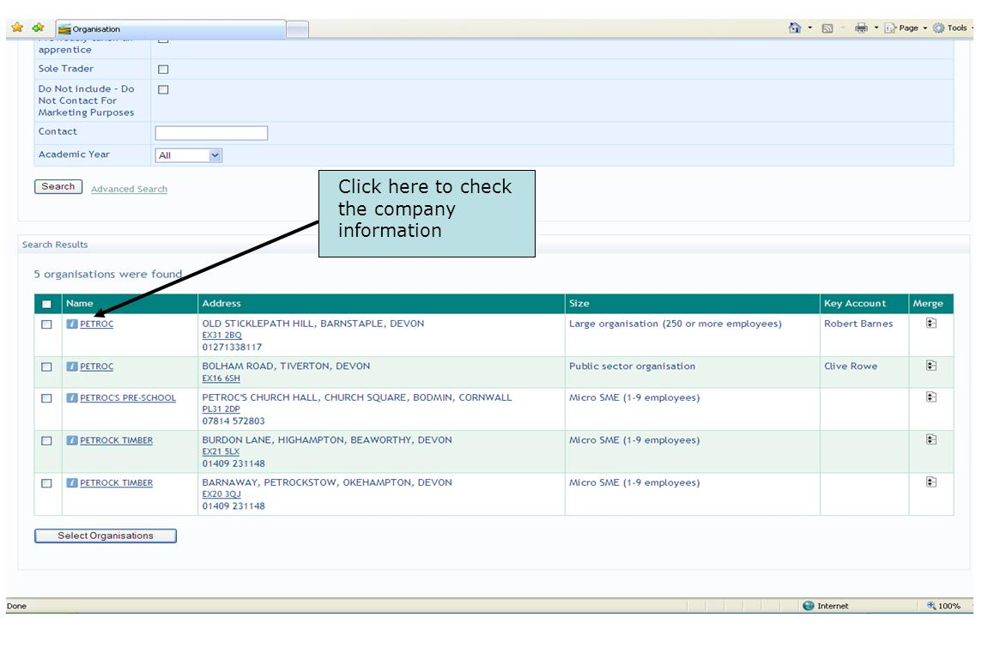 Organisation
Page
Tools
apprentice
Sole Trader
Do Not include - Do
Not Contact For
Marketing Purposes
Contact
Academic Year
All
Search
Advanced Search
Click here to check
the company
information
Search Results
5 organisations were found
Name
Address
Size
Key Account
Merge
i PETROC
OLD STICKLEPATH HILL, BARNSTAPLE, DEVON
EX31 2BQ
01271338117
Large organisation (250 or more employees)
Robert Barnes
i PETROC
BOLHAM ROAD, TIVERTON, DEVON
EX16 6SH
Public sector organisation
Clive Rowe
i PETROC'S PRE-SCHOOL
PETROC'S CHURCH HALL, CHURCH SQUARE, BODMIN, CORNWALL
PL31 2DP
07814 572803
Micro SME (1-9 employees)
i PETROCK TIMBER
BURDON LANE, HIGHAMPTON, BEAWORTHY, DEVON
EX21 5LX
01409 231148
Micro SME (1-9 employees)
i PETROCK TIMBER
BARNAWAY, PETROCKSTOW, OKEHAMPTON, DEVON
EX20 3QJ
01409 231148
Micro SME (1-9 employees)
Select Organisations
Done
Internet
100%